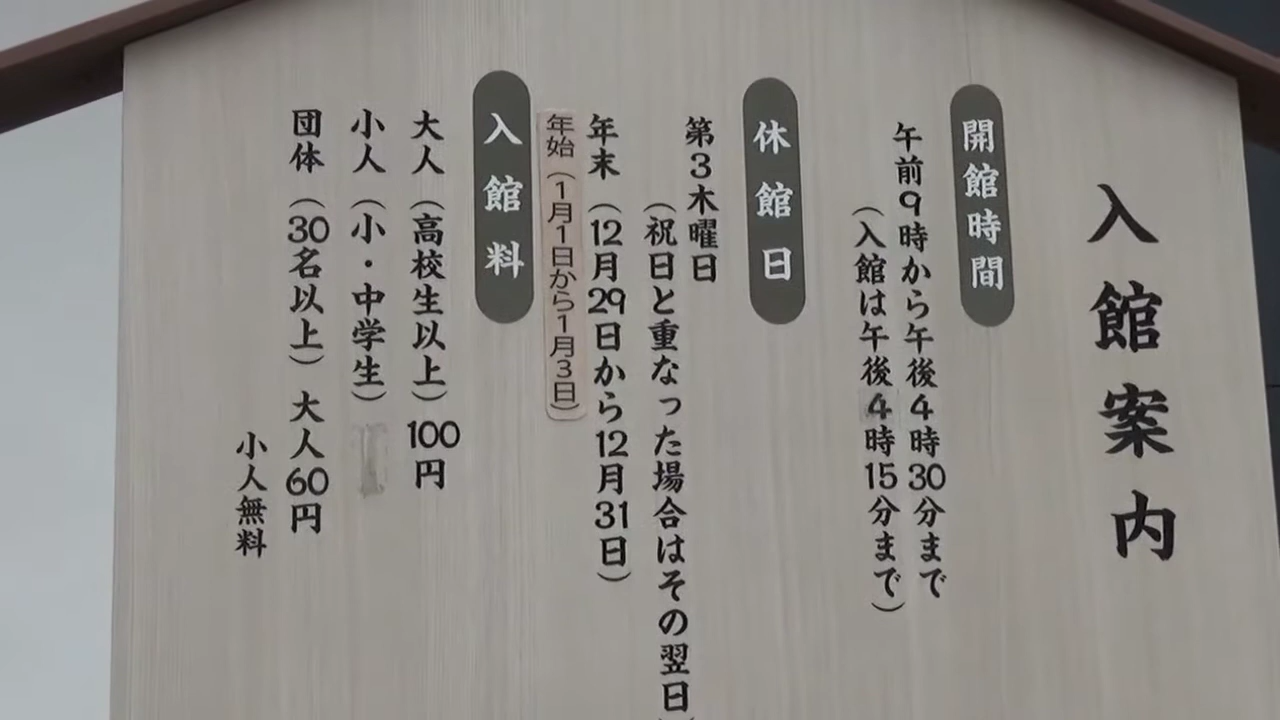 入館案内
開館時間
午前9時から午後4時30分まで
（入館は午後4時15分まで）
休館日
第3木曜日
（祝日と重なった場合はその翌日
年末（12月29日から12月31日）
年始（1月1日から1月3日）
入館料
大人（高校生以上）100円
小人（小・中学生）
団体（30名以上）大人60円
小人無料